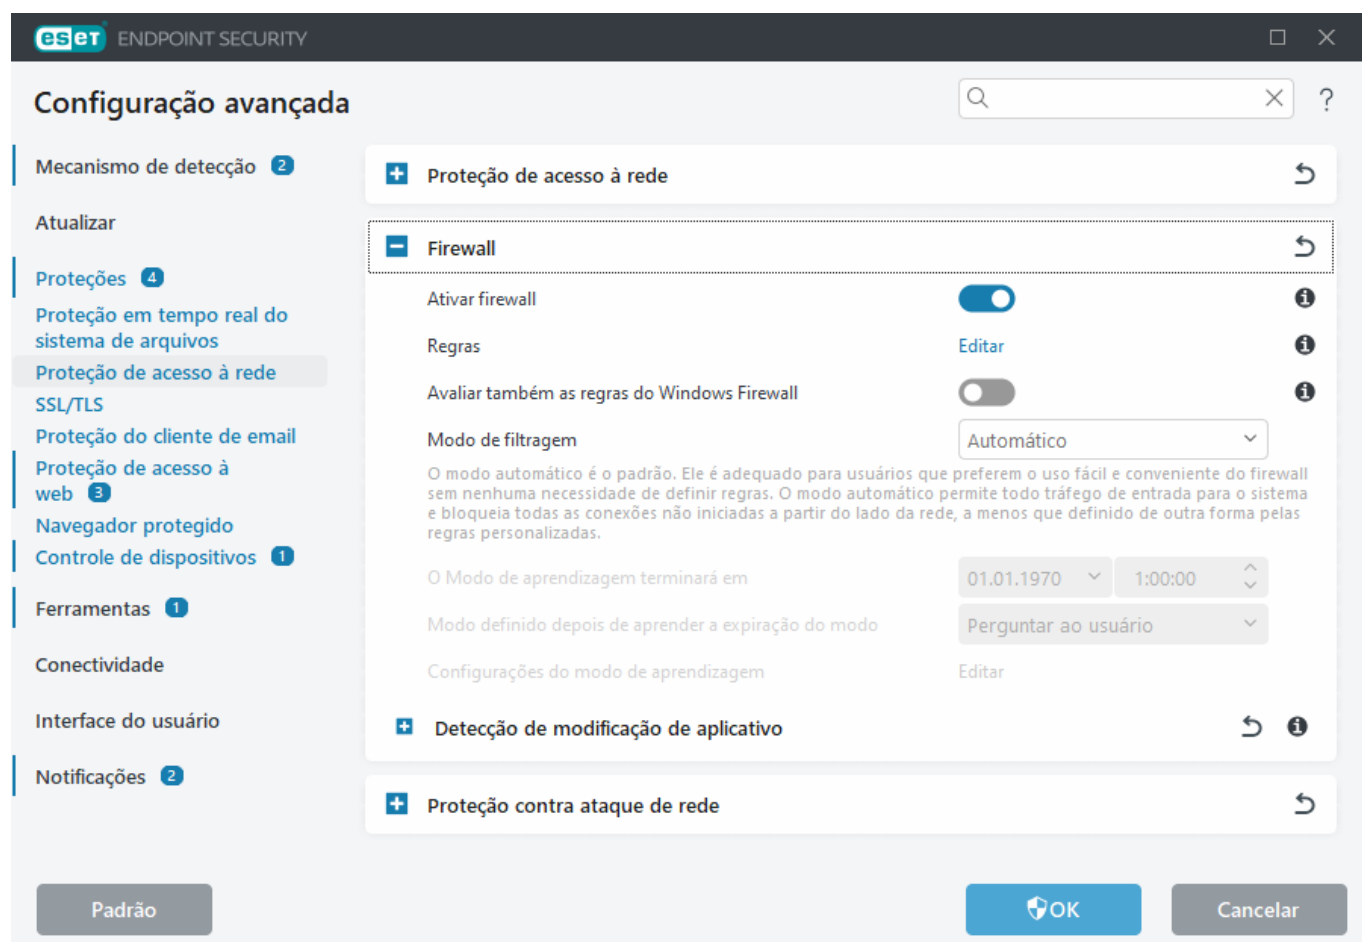 eset ENDPOINT SECURITY
Configuração avançada
?
Mecanismo de detecção 2
Atualizar
Proteções 4
Proteção em tempo real do
sistema de arquivos
Proteção de acesso à rede
SSL/TLS
Proteção do cliente de email
Proteção de acesso à
web 3
Navegador protegido
Controle de dispositivos 1
Ferramentas 1
Conectividade
Interface do usuário
Notificações 2
Proteção de acesso à rede
Firewall
Ativar firewall
Regras Editar
Avaliar também as regras do Windows Firewall
Modo de filtragem Automático
O modo automático é o padrão. Ele é adequado para usuários que preferem o uso fácil e conveniente do firewall
sem nenhuma necessidade de definir regras. O modo automático permite todo tráfego de entrada para o sistema
e bloqueia todas as conexões não iniciadas a partir do lado da rede, a menos que definido de outra forma pelas
regras personalizadas.
O Modo de aprendizagem terminará em 01.01.1970 1:00:00
Modo definido depois de aprender a expiração do modo Perguntar ao usuário
Configurações do modo de aprendizagem Editar
Detecção de modificação de aplicativo
Proteção contra ataque de rede
Padrão OK Cancelar